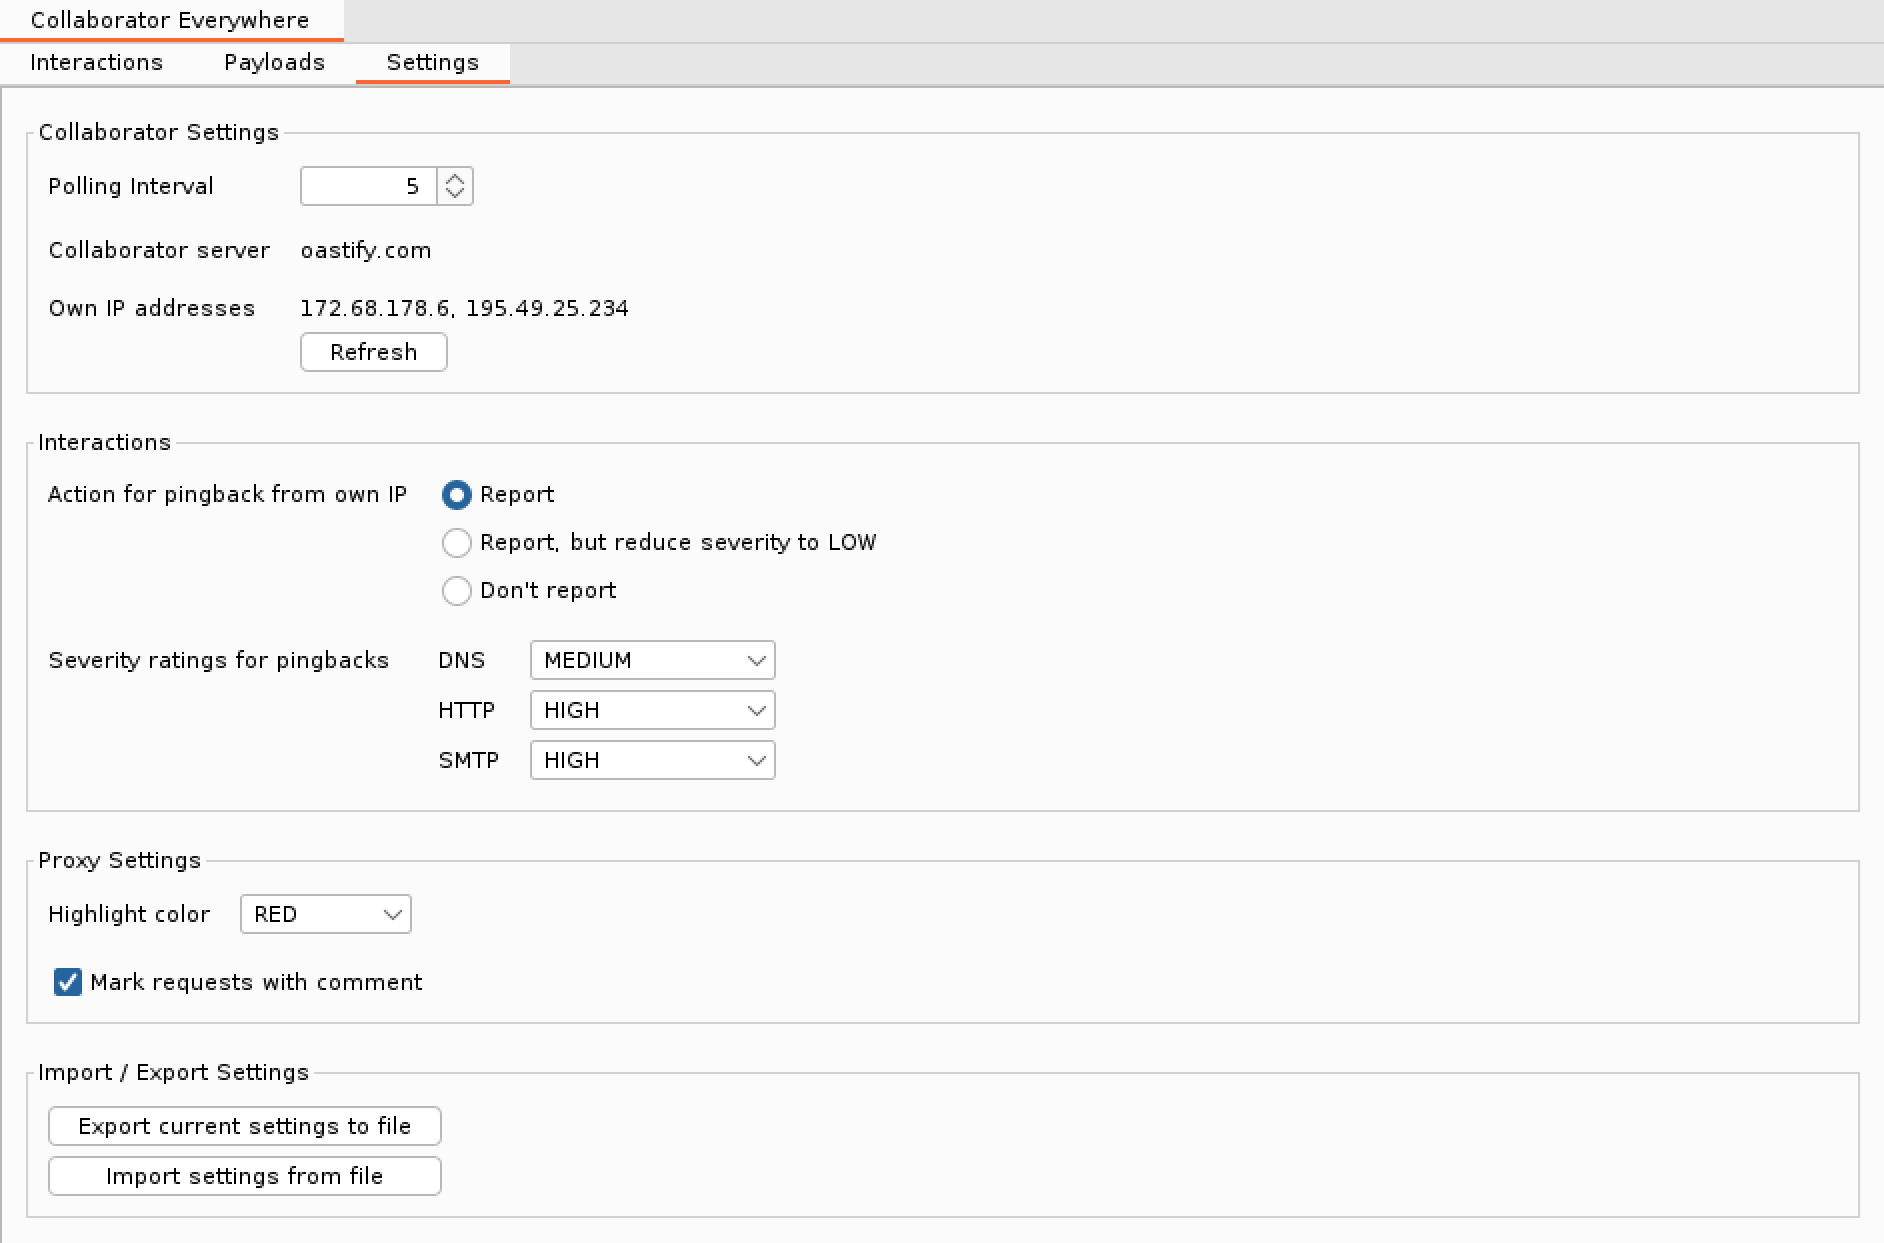 Collaborator Everywhere
Interactions Payloads Settings
Collaborator Settings
Polling Interval 5
Collaborator server oastify.com
Own IP addresses 172.68.178.6, 195.49.25.234
Refresh
Interactions
Action for pingback from own IP Report
Report, but reduce severity to LOW
Don't report
Severity ratings for pingbacks DNS MEDIUM
HTTP HIGH
SMTP HIGH
Proxy Settings
Highlight color RED
Mark requests with comment
Import / Export Settings
Export current settings to file
Import settings from file